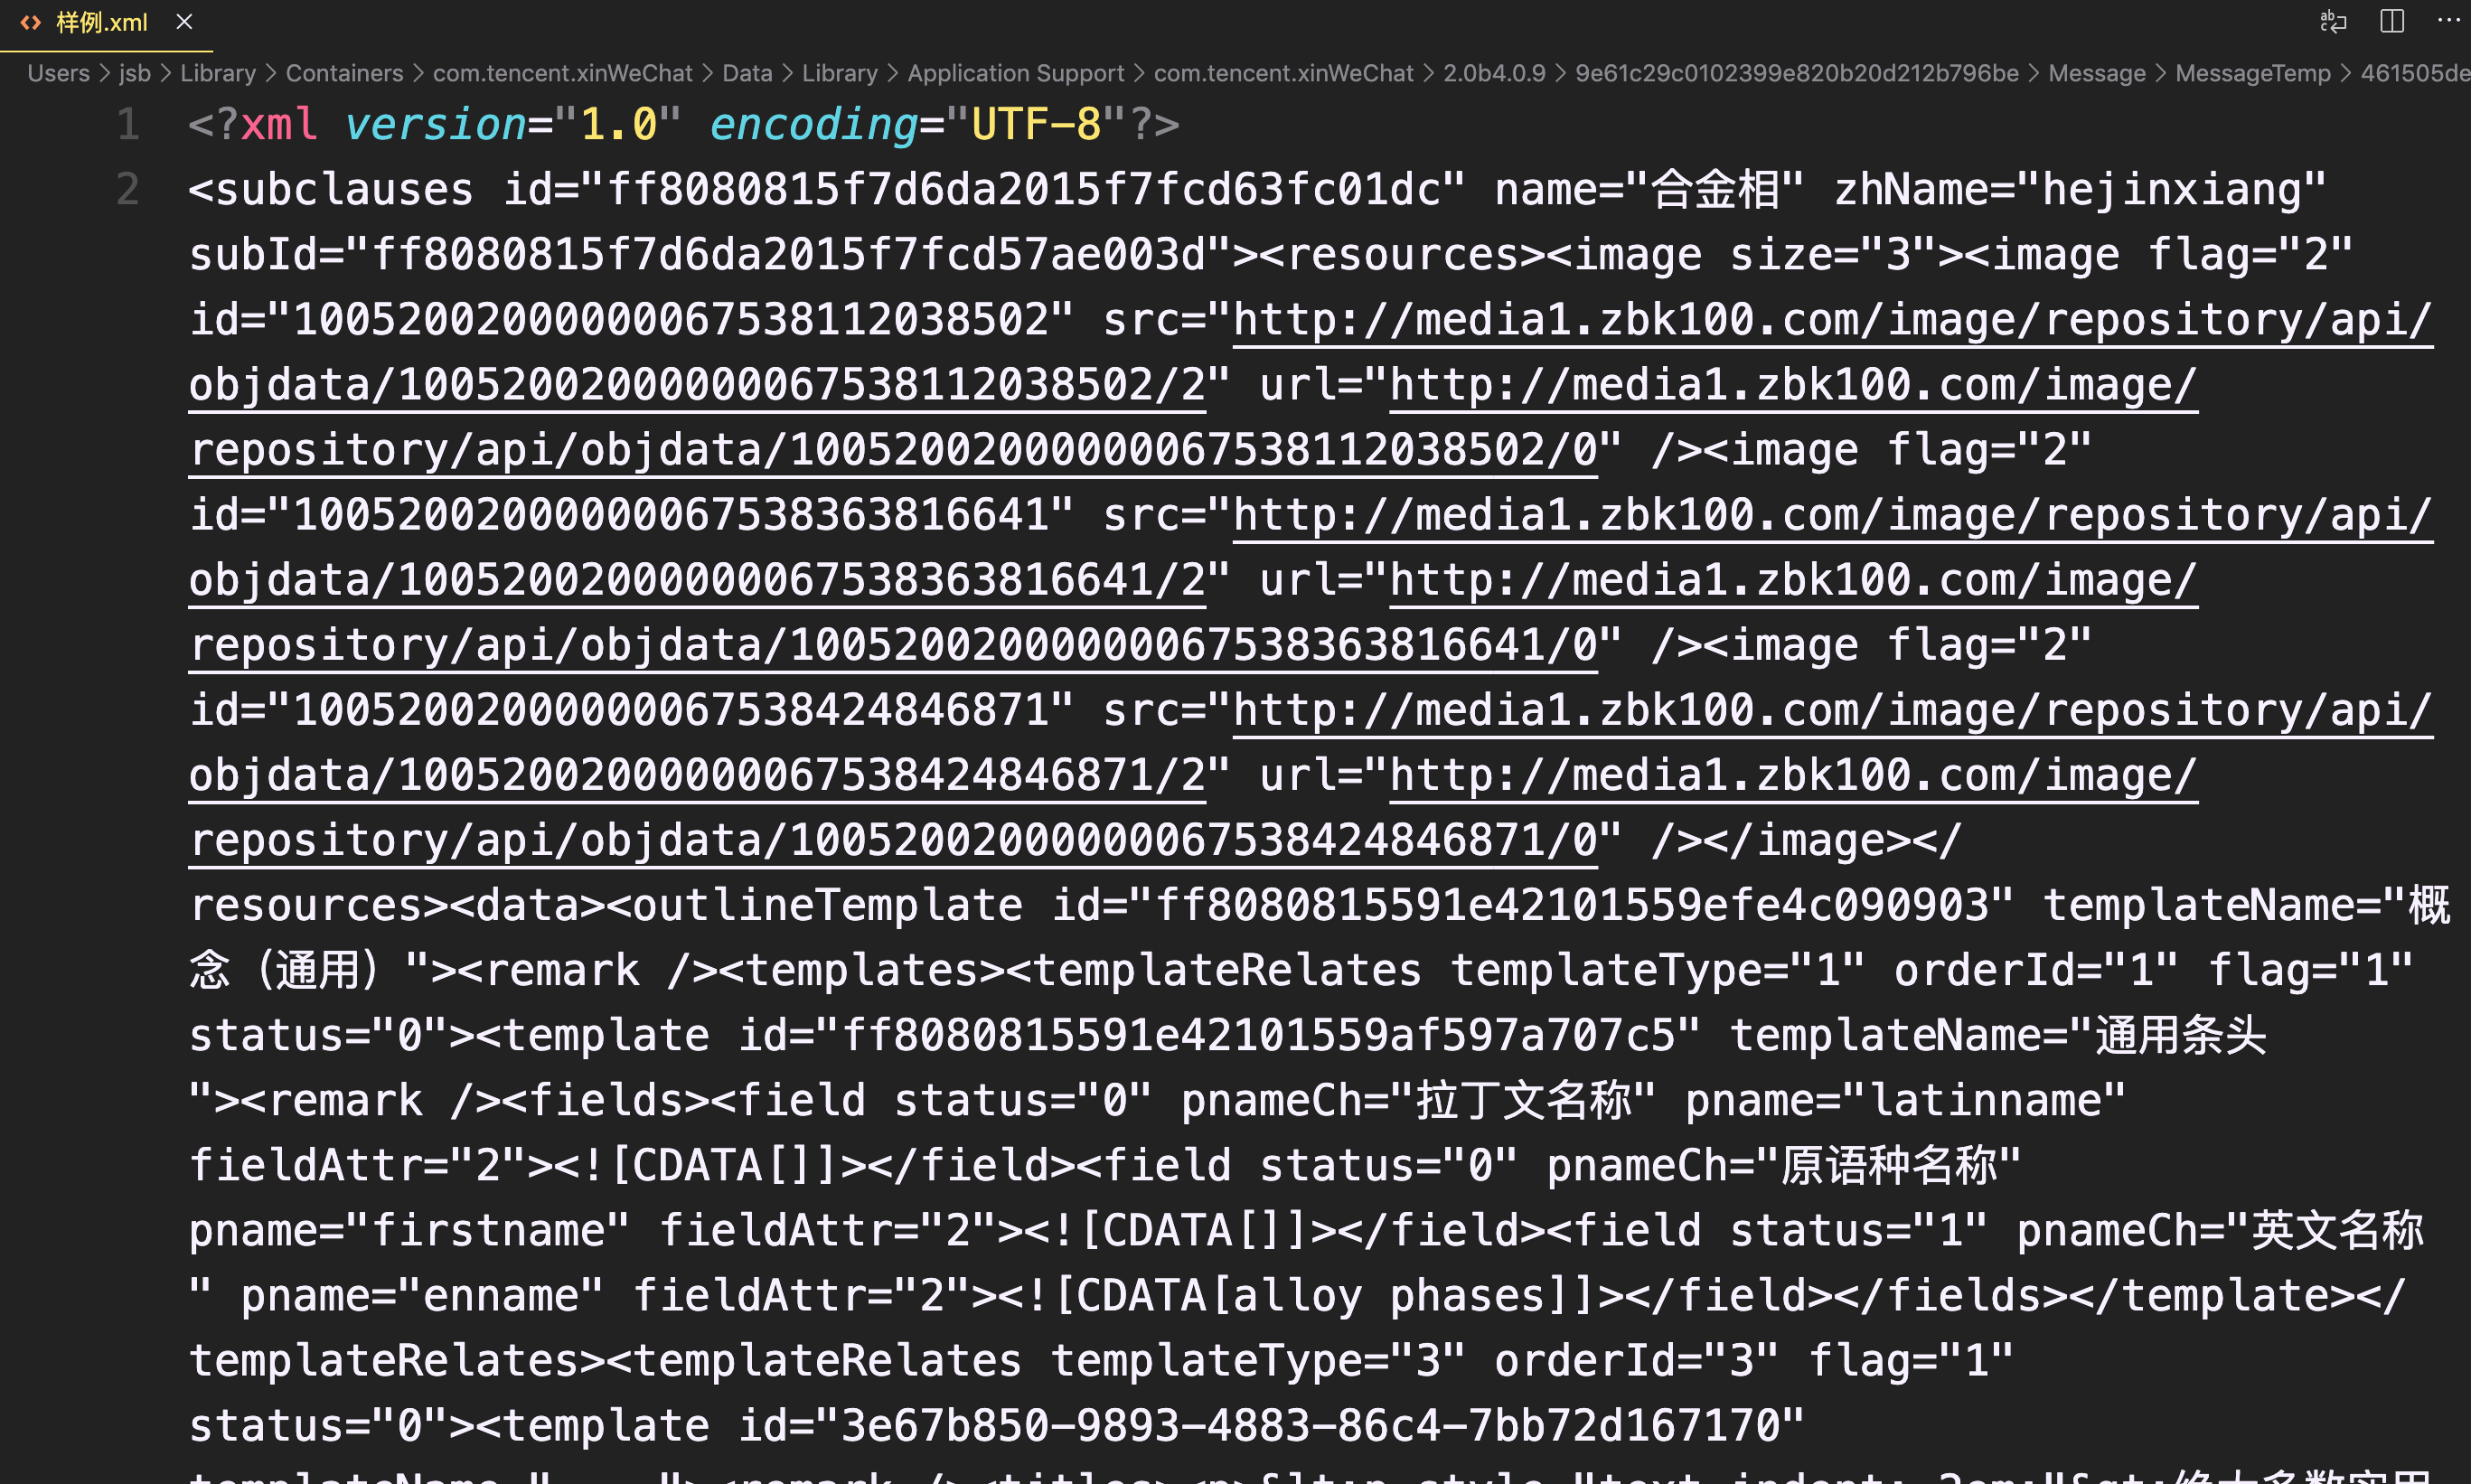 样例.xml
Users > jsb > Library > Containers > com.tencent.xinWeChat > Data > Library > Application Support > com.tencent.xinWeChat > 2.0b4.0.9 > 9e61c29c0102399e820b20d212b796be > Message > MessageTemp > 461505de
1 <?xml version="1.0" encoding="UTF-8"?>
2 <subclauses id="ff8080815f7d6da2015f7fcd63fc01dc" name="合金相" zhName="hejinxiang"
subId="ff8080815f7d6da2015f7fcd57ae003d"><resources><image size="3"><image flag="2"
id="100520020000000067538112038502" src="http://media1.zbk100.com/image/repository/api/
objdata/100520020000000067538112038502/2" url="http://media1.zbk100.com/image/
repository/api/objdata/100520020000000067538112038502/0" /><image flag="2"
id="100520020000000067538363816641" src="http://media1.zbk100.com/image/repository/api/
objdata/100520020000000067538363816641/2" url="http://media1.zbk100.com/image/
repository/api/objdata/100520020000000067538363816641/0" /><image flag="2"
id="100520020000000067538424846871" src="http://media1.zbk100.com/image/repository/api/
objdata/100520020000000067538424846871/2" url="http://media1.zbk100.com/image/
repository/api/objdata/100520020000000067538424846871/0" /></image></
resources><data><outlineTemplate id="ff8080815591e42101559efe4c090903" templateName="概
念（通用）"><remark /><templates><templateRelates templateType="1" orderId="1" flag="1"
status="0"><template id="ff8080815591e42101559af597a707c5" templateName="通用条头
"><remark /><fields><field status="0" pnameCh="拉丁文名称" pname="latinname"
fieldAttr="2"><![CDATA[]]></field><field status="0" pnameCh="原语种名称"
pname="firstname" fieldAttr="2"><![CDATA[]]></field><field status="1" pnameCh="英文名称
" pname="enname" fieldAttr="2"><![CDATA[alloy phases]]></field></fields></template></
templateRelates><templateRelates templateType="3" orderId="3" flag="1"
status="0"><template id="3e67b850-9893-4883-86c4-7bb72d167170"